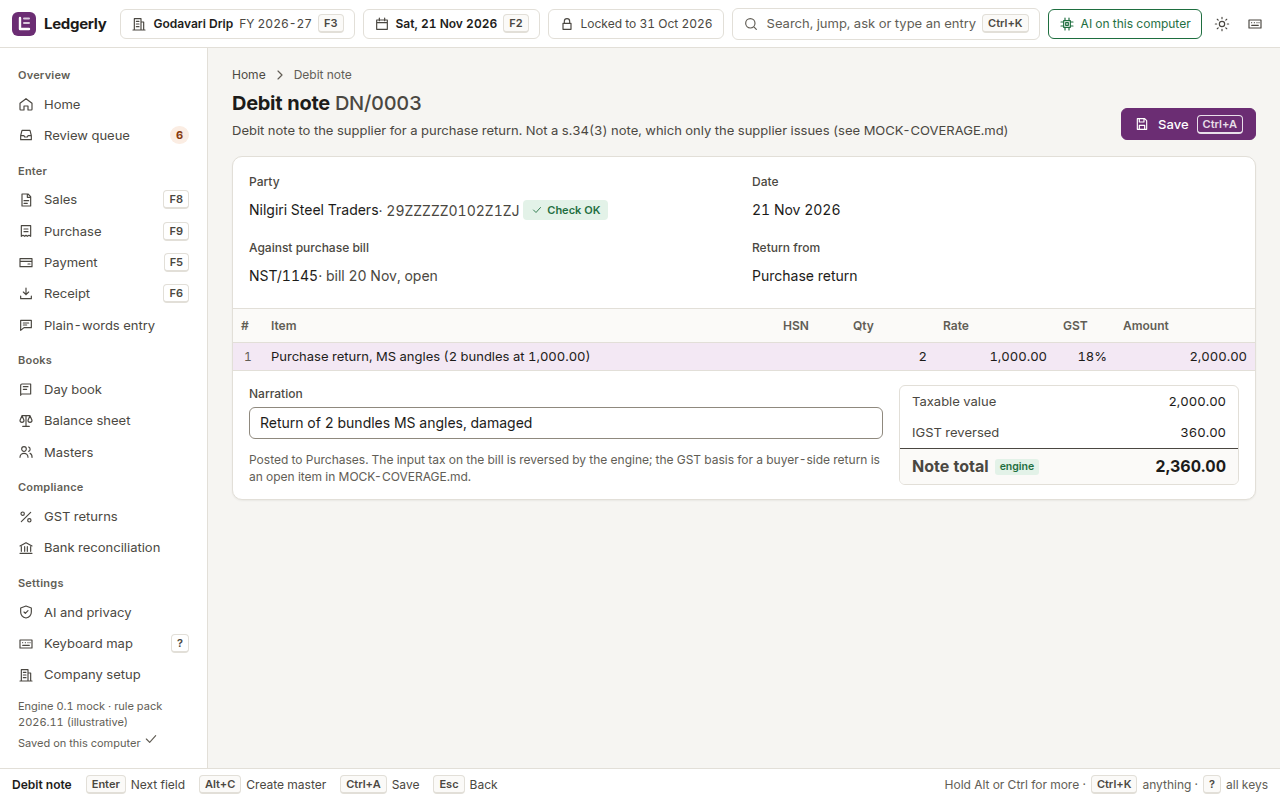 Ledgerly
Godavari Drip FY 2026-27 F3
Sat, 21 Nov 2026 F2
Locked to 31 Oct 2026
Search, jump, ask or type an entry Ctrl+K
AI on this computer
Overview
Home
Review queue 6
Enter
Sales F8
Purchase F9
Payment F5
Receipt F6
Plain-words entry
Books
Day book
Balance sheet
Masters
Compliance
GST returns
Bank reconciliation
Settings
AI and privacy
Keyboard map ?
Company setup
Engine 0.1 mock · rule pack
2026.11 (illustrative)
Saved on this computer
Home Debit note
Debit note DN/0003
Debit note to the supplier for a purchase return. Not a s.34(3) note, which only the supplier issues (see MOCK-COVERAGE.md)
Save Ctrl+A
Party
Nilgiri Steel Traders· 29ZZZZZ0102Z1ZJ Check OK
Date
21 Nov 2026
Against purchase bill
NST/1145· bill 20 Nov, open
Return from
Purchase return
# Item HSN Qty Rate GST Amount
1 Purchase return, MS angles (2 bundles at 1,000.00) 2 1,000.00 18% 2,000.00
Narration
Return of 2 bundles MS angles, damaged
Posted to Purchases. The input tax on the bill is reversed by the engine; the GST basis for a buyer-side return is
an open item in MOCK-COVERAGE.md.
Taxable value 2,000.00
IGST reversed 360.00
Note total engine 2,360.00
Debit note Enter Next field Alt+C Create master Ctrl+A Save Esc Back
Hold Alt or Ctrl for more · Ctrl+K anything · ? all keys